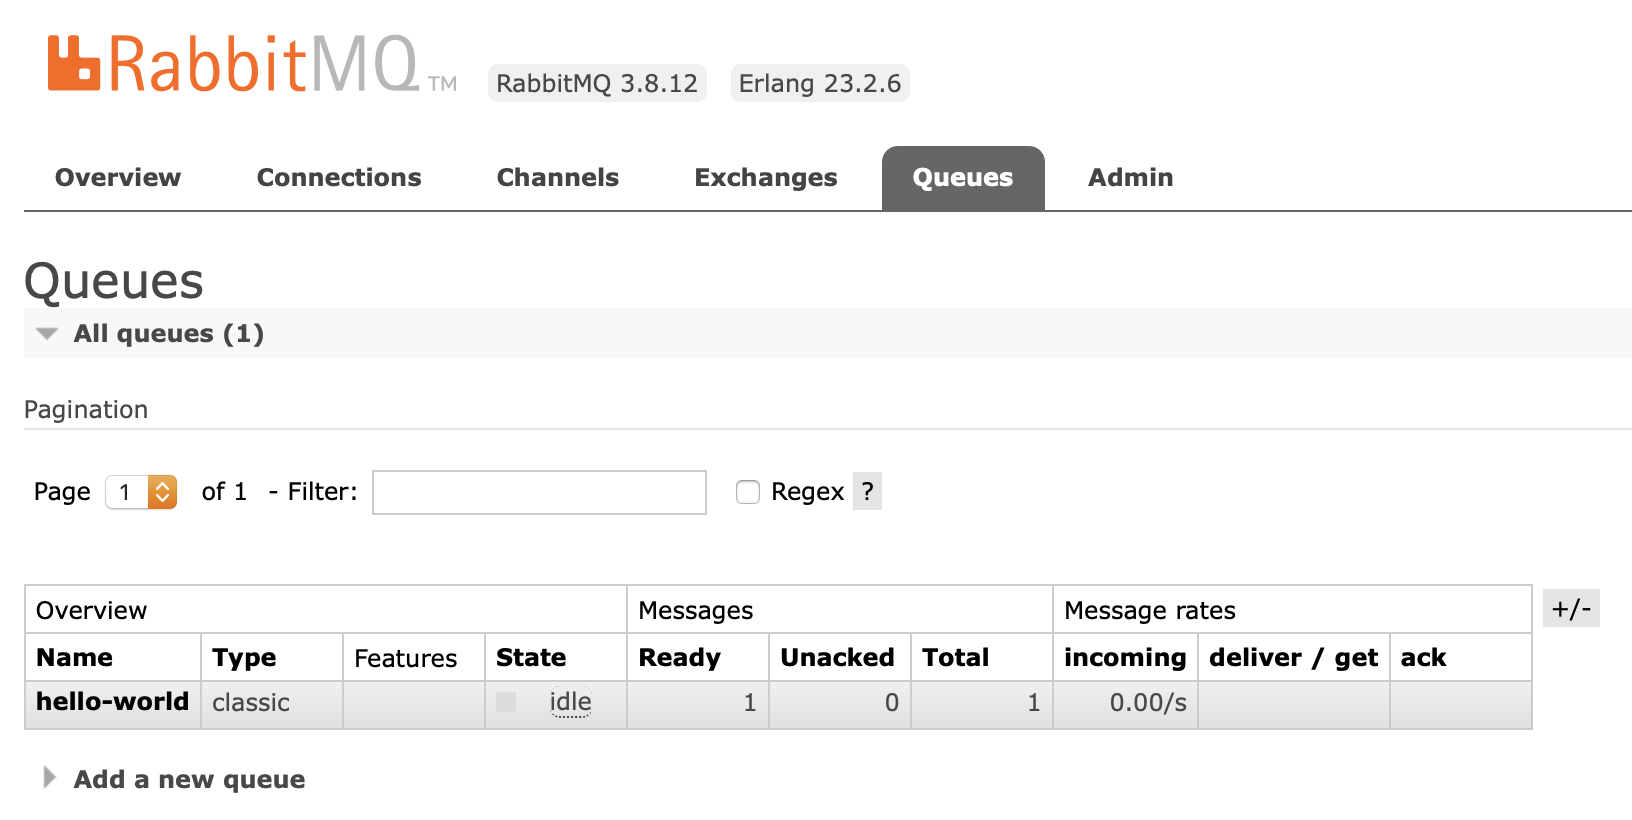 RabbitMQ TM RabbitMQ 3.8.12 Erlang 23.2.6
Overview Connections Channels Exchanges Queues Admin
Queues
All queues (1)
Pagination
Page 1 of 1 - Filter: Regex ?
Overview Messages Message rates +/-
Name Type Features State Ready Unacked Total incoming deliver / get ack
hello-world classic idle 1 0 1 0.00/s
Add a new queue